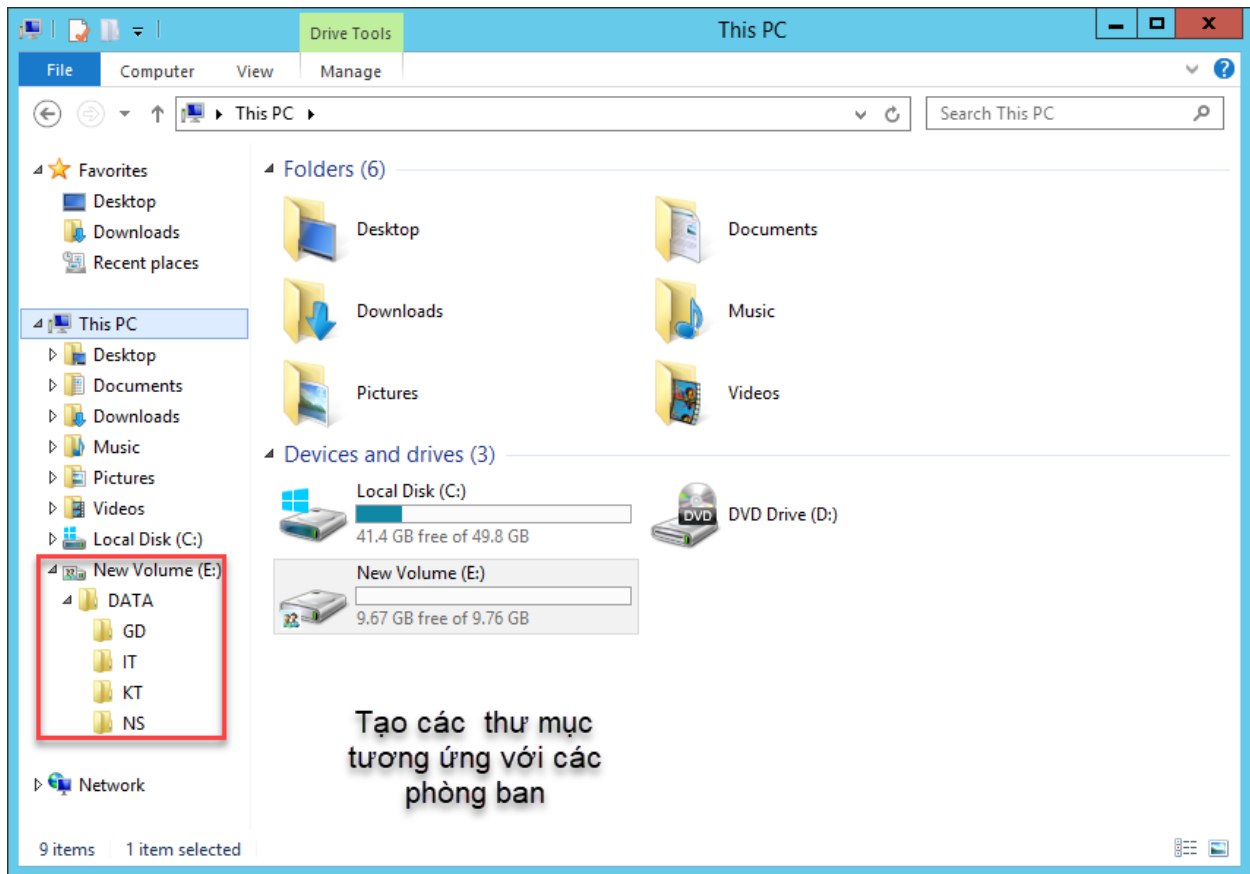 Drive Tools
This PC
File
Computer
View
Manage
This PC
Search This PC
Favorites
Desktop
Downloads
Recent places
This PC
Desktop
Documents
Downloads
Music
Pictures
Videos
Local Disk (C:)
New Volume (E:)
DATA
GD
IT
KT
NS
Network
Folders (6)
Desktop
Documents
Downloads
Music
Pictures
Videos
Devices and drives (3)
Local Disk (C:)
41.4 GB free of 49.8 GB
DVD
DVD Drive (D:)
New Volume (E:)
9.67 GB free of 9.76 GB
Tạo các thư mục
tương ứng với các
phòng ban
9 items
1 item selected